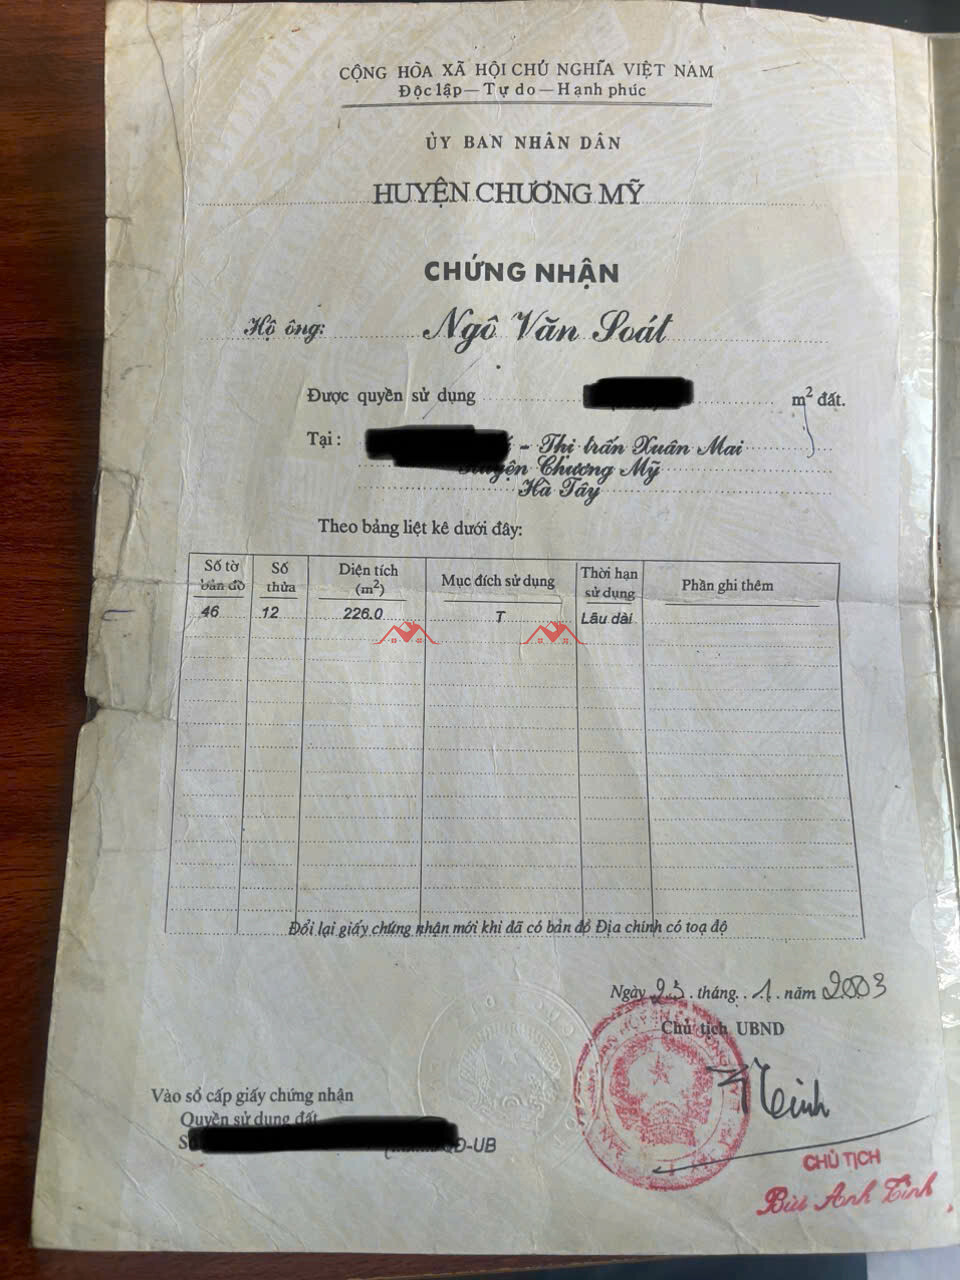 CỘNG HÒA XÃ HỘI CHỦ NGHĨA VIỆT NAM
Độc lập — Tự do — Hạnh phúc
ỦY BAN NHÂN DÂN
HUYỆN CHƯƠNG MỸ
CHỨNG NHẬN
Hộ ông: Ngô Văn Soát
Được quyền sử dụng m² đất.
Tại: - Thị trấn Xuân Mai
Huyện Chương Mỹ
Hà Tây
Theo bảng liệt kê dưới đây:
Số tờ bản đồ Số thửa Diện tích (m²) Mục đích sử dụng Thời hạn sử dụng Phần ghi thêm
46 12 226.0 T Lâu dài
Đổi lại giấy chứng nhận mới khi đã có bản đồ Địa chính có toạ độ
Ngày 23 tháng 1 năm 2003
Chủ tịch UBND
Vào sổ cấp giấy chứng nhận
Quyền sử dụng đất
QĐ-UB
CHỦ TỊCH
Bùi Anh Tình